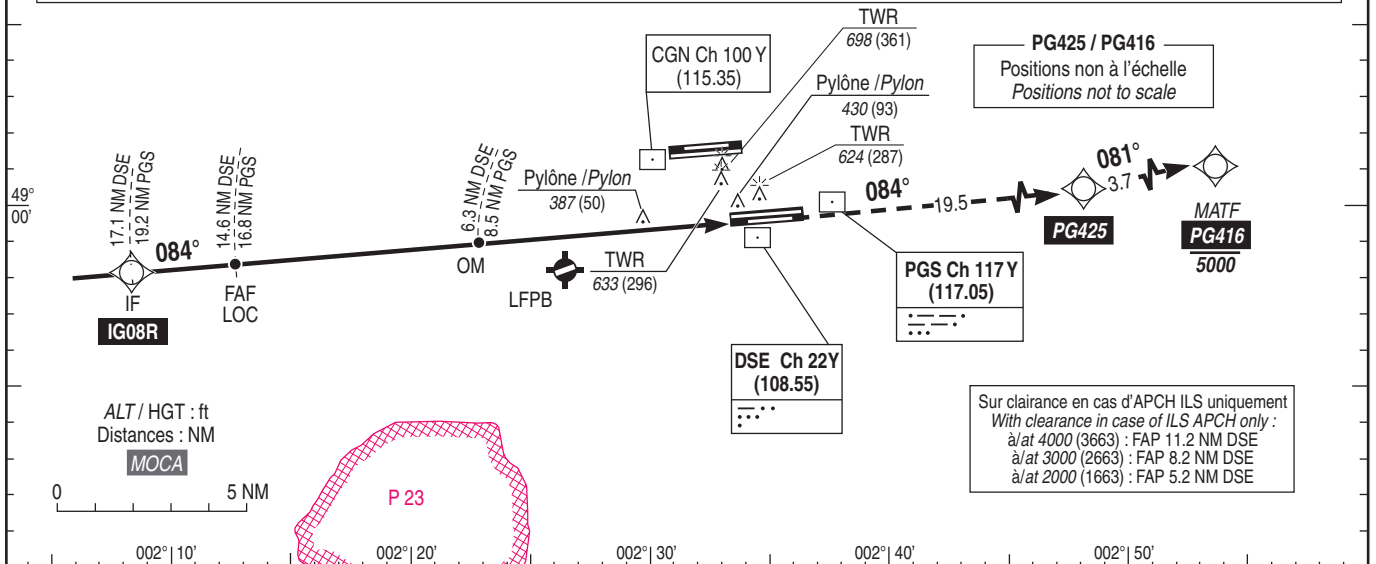 TWR
698 (361)
CGN Ch 100 Y
(115.35)
PG425 / PG416
Positions non à l'échelle
Positions not to scale
Pylône /Pylon
430 (93)
TWR
624 (287)
17.1 NM DSE
19.2 NM PGS
14.6 NM DSE
16.8 NM PGS
6.3 NM DSE
8.5 NM PGS
Pylône /Pylon
387 (50)
49°
00'
084°
084°
19.5
081°
3.7
IF
IG08R
FAF
LOC
OM
LFPB
TWR
633 (296)
PG425
MATF
PG416
5000
PGS Ch 117 Y
(117.05)
DSE Ch 22Y
(108.55)
ALT / HGT : ft
Distances : NM
MOCA
0 5 NM
P 23
Sur clairance en cas d'APCH ILS uniquement
With clearance in case of ILS APCH only :
à/at 4000 (3663) : FAP 11.2 NM DSE
à/at 3000 (2663) : FAP 8.2 NM DSE
à/at 2000 (1663) : FAP 5.2 NM DSE
002° 10' 002° 20' 002° 30' 002° 40' 002° 50'